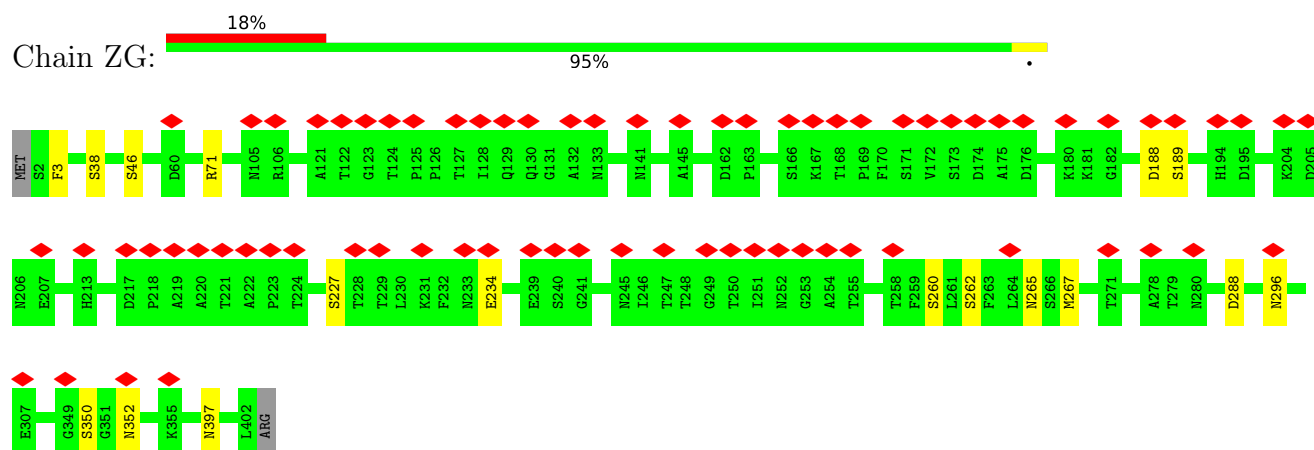 18%
Chain ZG:
95%
•
MET S2 F3 S38 S46 D60 R71 N105 R106 A121 T122 G123 T124 P125 P126 T127 I128 Q129 Q130 G131 A132 N133 N141 A145 D162 P163 S166 K167 T168 P169 F170 S171 V172 S173 D174 A175 D176 K180 K181 G182 D188 S189 H194 D195 K204 D205
N206 E207 H213 D217 P218 A219 A220 T221 A222 P223 T224 S227 T228 T229 L230 K231 F232 N233 E234 E239 S240 G241 N245 I246 T247 T248 G249 T250 I251 N252 G253 A254 T255 T258 F259 S260 L261 S262 F263 L264 N265 S266 M267 T271 A278 T279 N280 D288 N296
E307 G349 S350 G351 N352 K355 N397 L402 ARG